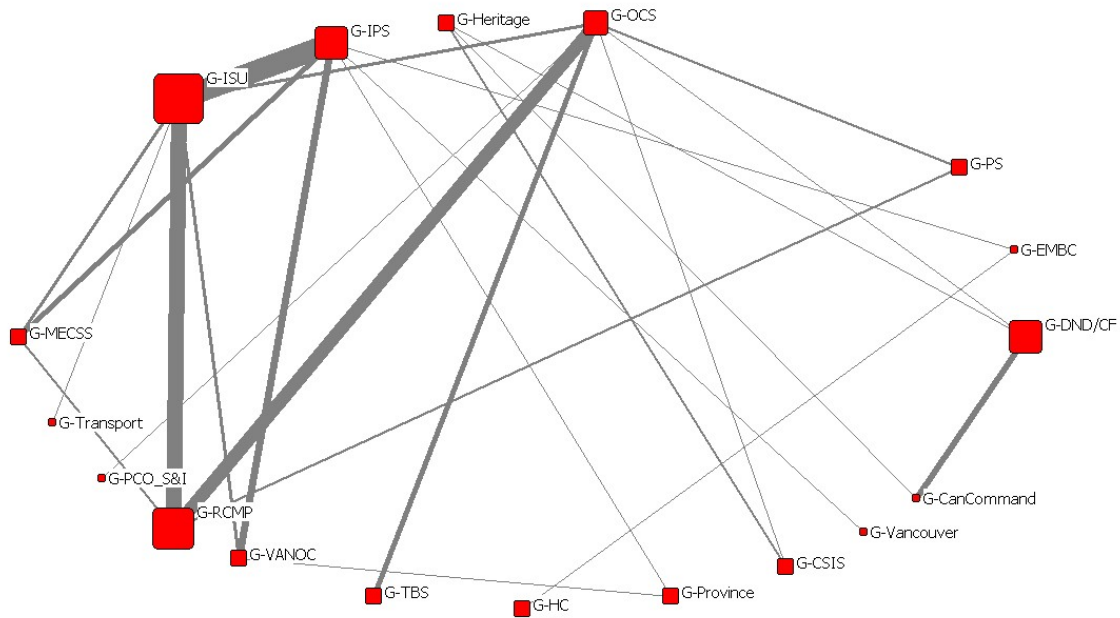 G-Heritage
G-OCS
G-IPS
G-ISU
G-PS
G-EMBC
G-DND/CF
G-MECSS
G-Transport
G-PCO_S&I
G-CanCommand
G-RCMP
G-Vancouver
G-VANOC
G-CSIS
G-TBS
G-HC
G-Province